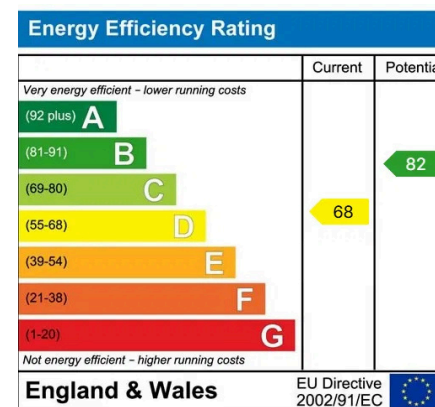 Energy Efficiency Rating
Current Potentia
Very energy efficient – lower running costs
(92 plus) A
(81-91) B
82
(69-80) C
(55-68) D
68
(39-54) E
(21-38) F
(1-20) G
Not energy efficient – higher running costs
England & Wales
EU Directive
2002/91/EC